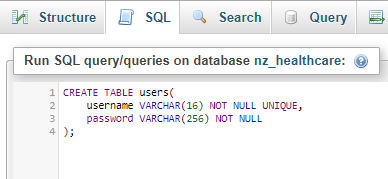 Structure SQL Search Query
Run SQL query/queries on database nz_healthcare:
1 CREATE TABLE users(
2 username VARCHAR(16) NOT NULL UNIQUE,
3 password VARCHAR(256) NOT NULL
4 );